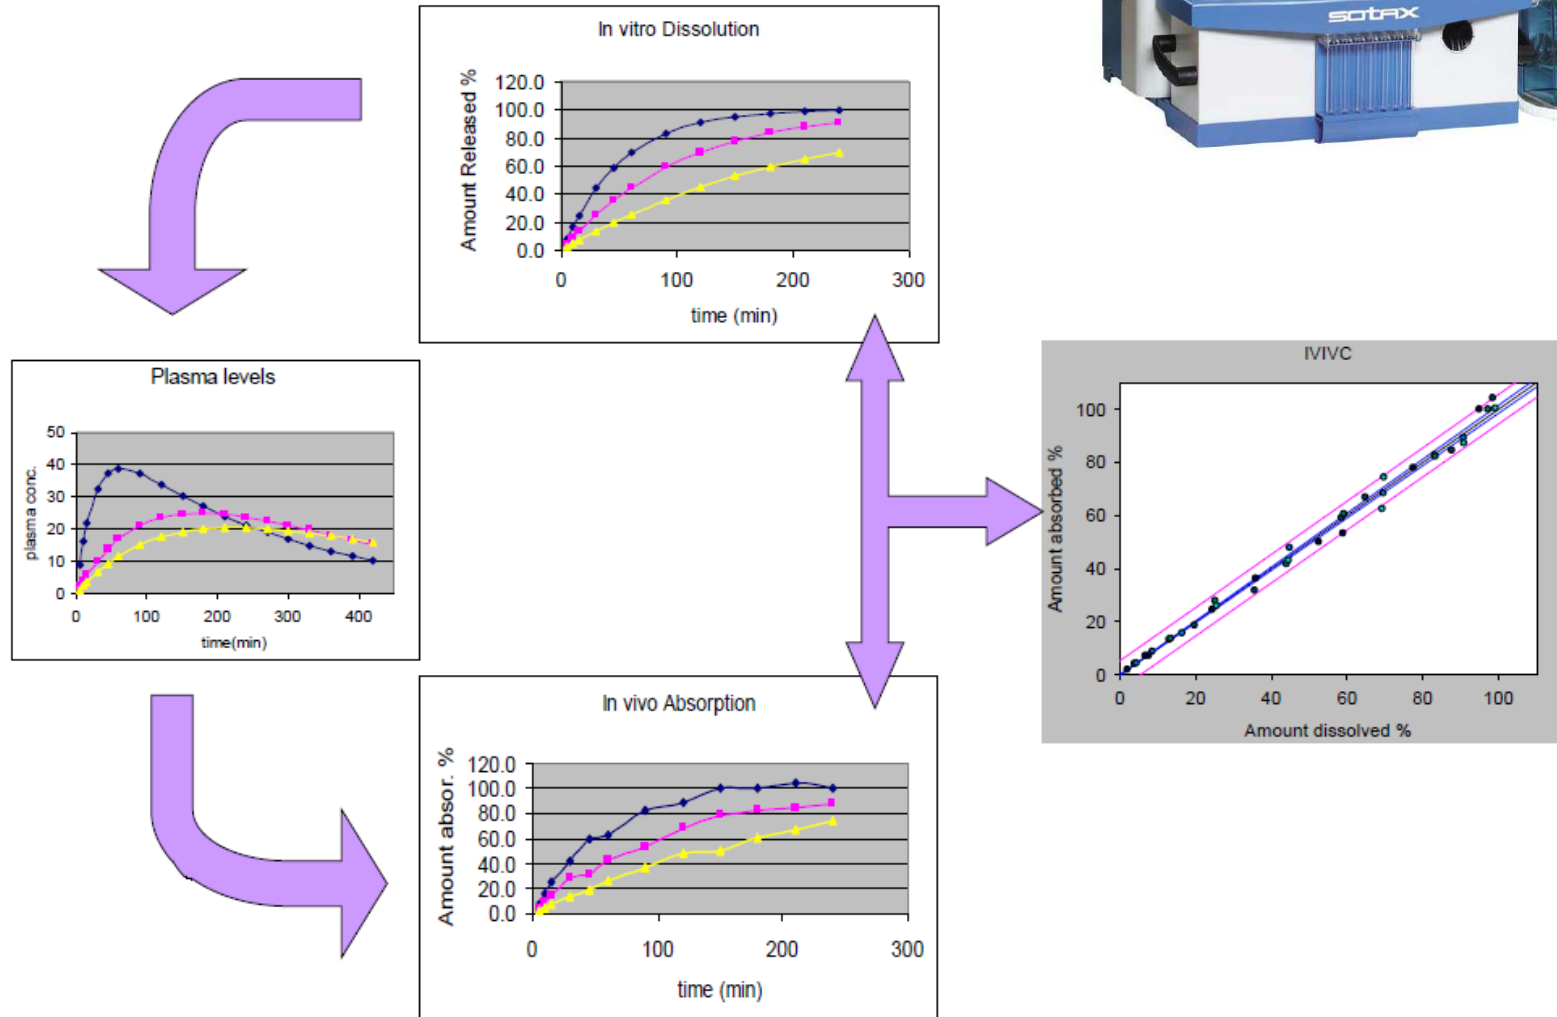 In vitro Dissolution
Amount Released %
120.0
100.0
80.0
60.0
40.0
20.0
0.0
0 100 200 300
time (min)
sotax
Plasma levels
plasma conc.
50
40
30
20
10
0
0 100 200 300 400
time(min)
IVIVC
Amount absorbed %
100
80
60
40
20
0
0 20 40 60 80 100
Amount dissolved %
In vivo Absorption
Amount absor. %
120.0
100.0
80.0
60.0
40.0
20.0
0.0
0 100 200 300
time (min)